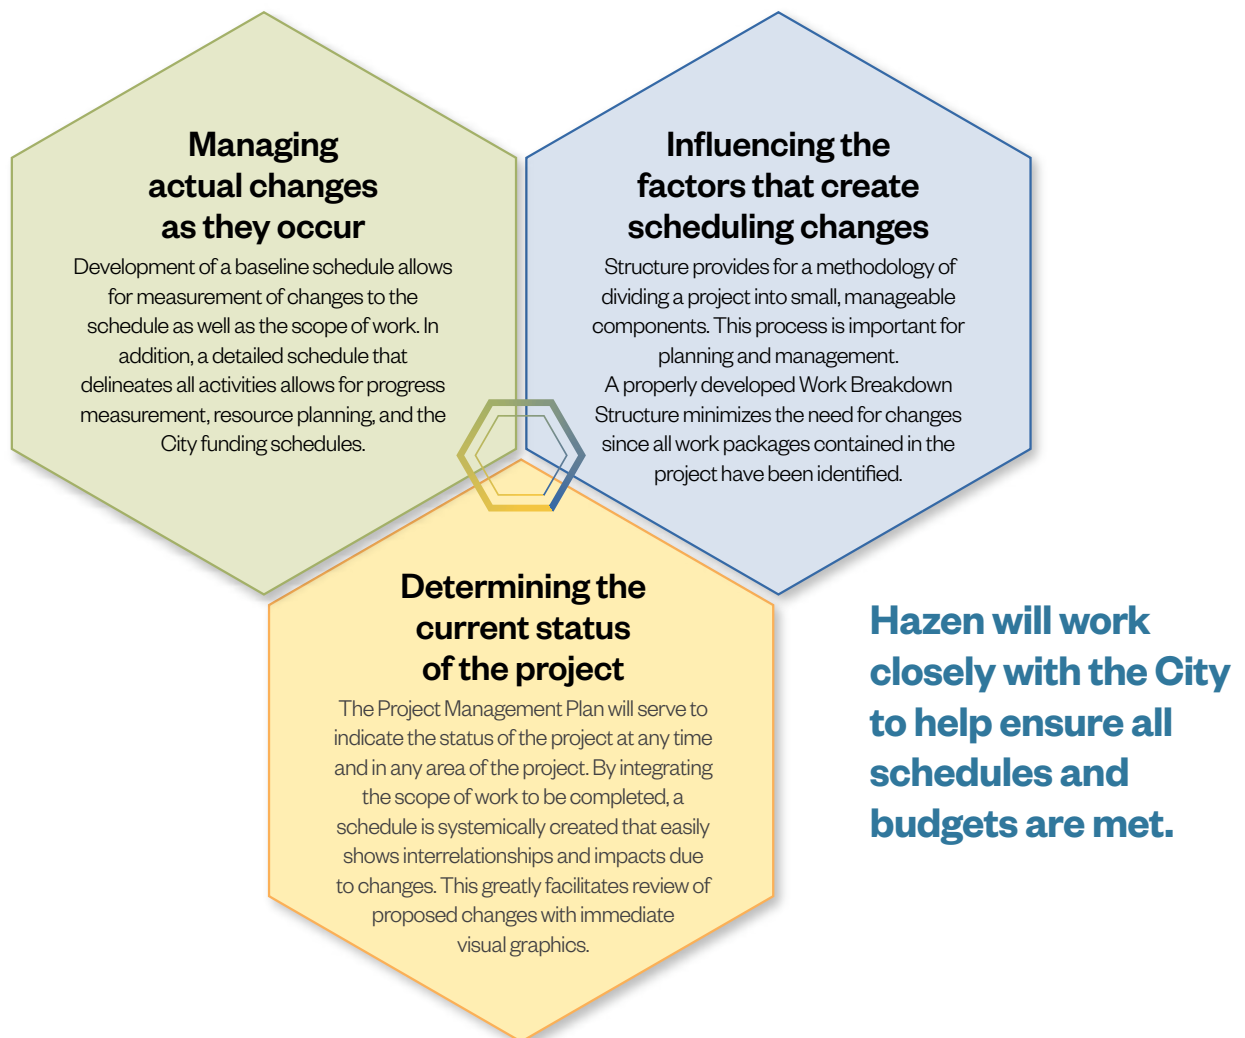 Managing
actual changes
as they occur
Development of a baseline schedule allows
for measurement of changes to the
schedule as well as the scope of work. In
addition, a detailed schedule that
delineates all activities allows for progress
measurement, resource planning, and the
City funding schedules.
Influencing the
factors that create
scheduling changes
Structure provides for a methodology of
dividing a project into small, manageable
components. This process is important for
planning and management.
A properly developed Work Breakdown
Structure minimizes the need for changes
since all work packages contained in the
project have been identified.
Determining the
current status
of the project
The Project Management Plan will serve to
indicate the status of the project at any time
and in any area of the project. By integrating
the scope of work to be completed, a
schedule is systemically created that easily
shows interrelationships and impacts due
to changes. This greatly facilitates review of
proposed changes with immediate
visual graphics.
Hazen will work
closely with the City
to help ensure all
schedules and
budgets are met.